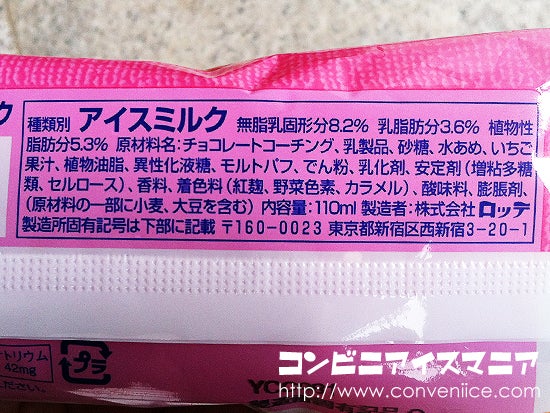 ク
種類別 アイスミルク 無脂乳固形分8.2% 乳脂肪分3.6% 植物性
脂肪分5.3% 原材料名:チョコレートコーチング、乳製品、砂糖、水あめ、いちご
果汁、植物油脂、異性化液糖、モルトパフ、でん粉、乳化剤、安定剤(増粘多糖
類、セルロース)、香料、着色料(紅麹、野菜色素、カラメル)、酸味料、膨脹剤、
(原材料の一部に小麦、大豆を含む) 内容量:110ml 製造者:株式会社 ロッテ
製造所固有記号は下部に記載 〒160-0023 東京都新宿区西新宿3-20-1
トリウム
42mg
ださい。
プラ
コンビニアイスマニア
http://www.conveniice.com/